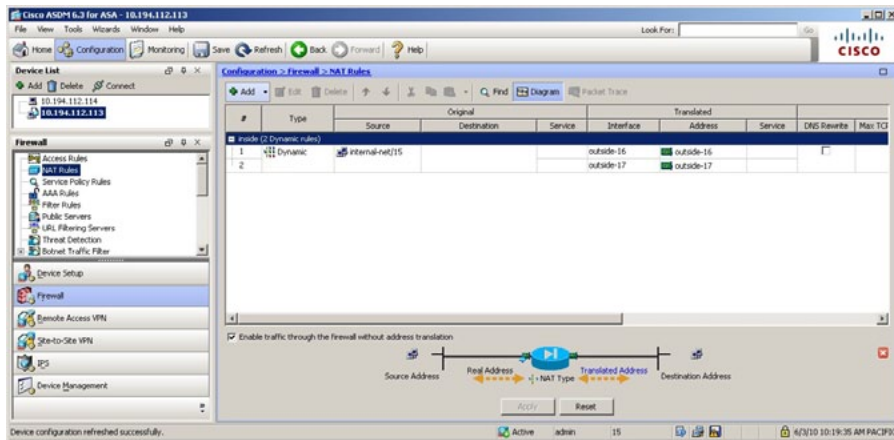 Cisco ASDM 6.3 for ASA - 10.194.112.113
File View Tools Wizards Window Help Look For: Go
Home Configuration Monitoring Save Refresh Back Forward Help
CISCO
Device List
Add Delete Connect
10.194.112.114
10.194.112.113
Firewall
Access Rules
NAT Rules
Service Policy Rules
AAA Rules
Filter Rules
Public Servers
URL Filtering Servers
Threat Detection
Botnet Traffic Filter
Device Setup
Firewall
Remote Access VPN
Site-to-Site VPN
IPS
Device Management
Configuration > Firewall > NAT Rules
Add Edit Delete Find Diagram Packet Trace
# Type Original Translated
Source Destination Service Interface Address Service DNS Rewrite Max TCP
inside (2 Dynamic rules)
1 Dynamic internal-net/15 outside-16 outside-16
2 outside-17 outside-17
Enable traffic through the firewall without address translation
Source Address Real Address NAT Type Translated Address Destination Address
Apply Reset
Device configuration refreshed successfully. Active admin 15 6/3/10 10:19:35 AM PACIFIC